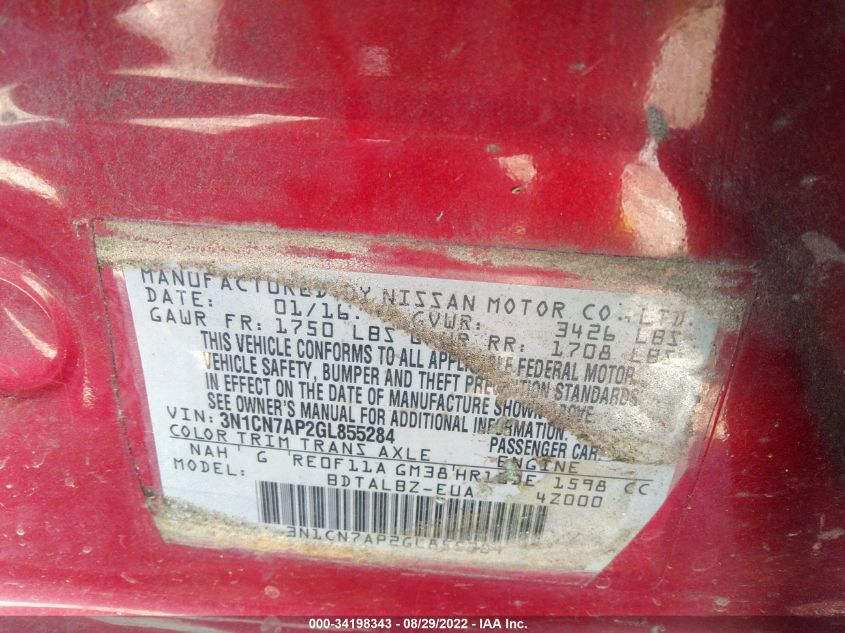 MANUFACTURED BY NISSAN MOTOR CO., LTD.
DATE: 01/16 GVWR: 3426 LBS
GAWR FR: 1750 LBS GAWR RR: 1708 LBS
THIS VEHICLE CONFORMS TO ALL APPLICABLE FEDERAL MOTOR
VEHICLE SAFETY, BUMPER AND THEFT PREVENTION STANDARDS
IN EFFECT ON THE DATE OF MANUFACTURE SHOWN ABOVE.
SEE OWNER'S MANUAL FOR ADDITIONAL INFORMATION.
VIN: 3N1CN7AP2GL855284 PASSENGER CAR
COLOR TRIM TRANS AXLE ENGINE
NAH G RE0F11A GM38 1598 CC
MODEL: BDTALBZ-EUA 4Z000
3N1CN7AP2GL855284
000-34198343 - 08/29/2022 - IAA Inc.